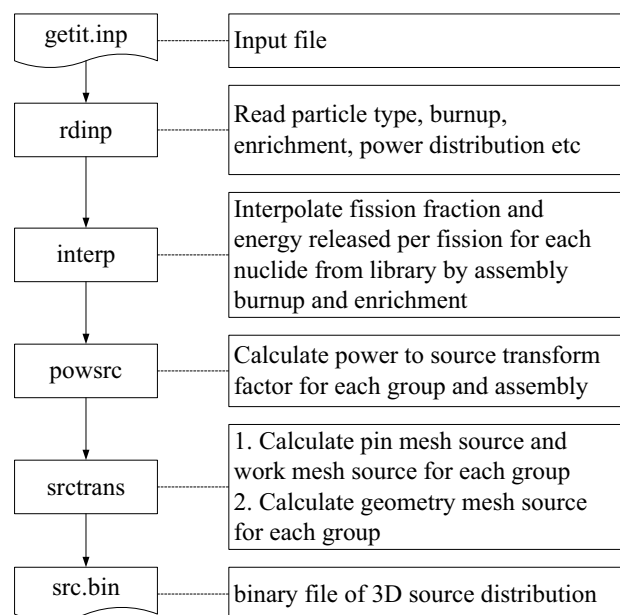 getit.inp
Input file
rdinp
Read particle type, burnup,
enrichment, power distribution etc
interp
Interpolate fission fraction and
energy released per fission for each
nuclide from library by assembly
burnup and enrichment
powsrc
Calculate power to source transform
factor for each group and assembly
srctrans
1. Calculate pin mesh source and
work mesh source for each group
2. Calculate geometry mesh source
for each group
src.bin
binary file of 3D source distribution